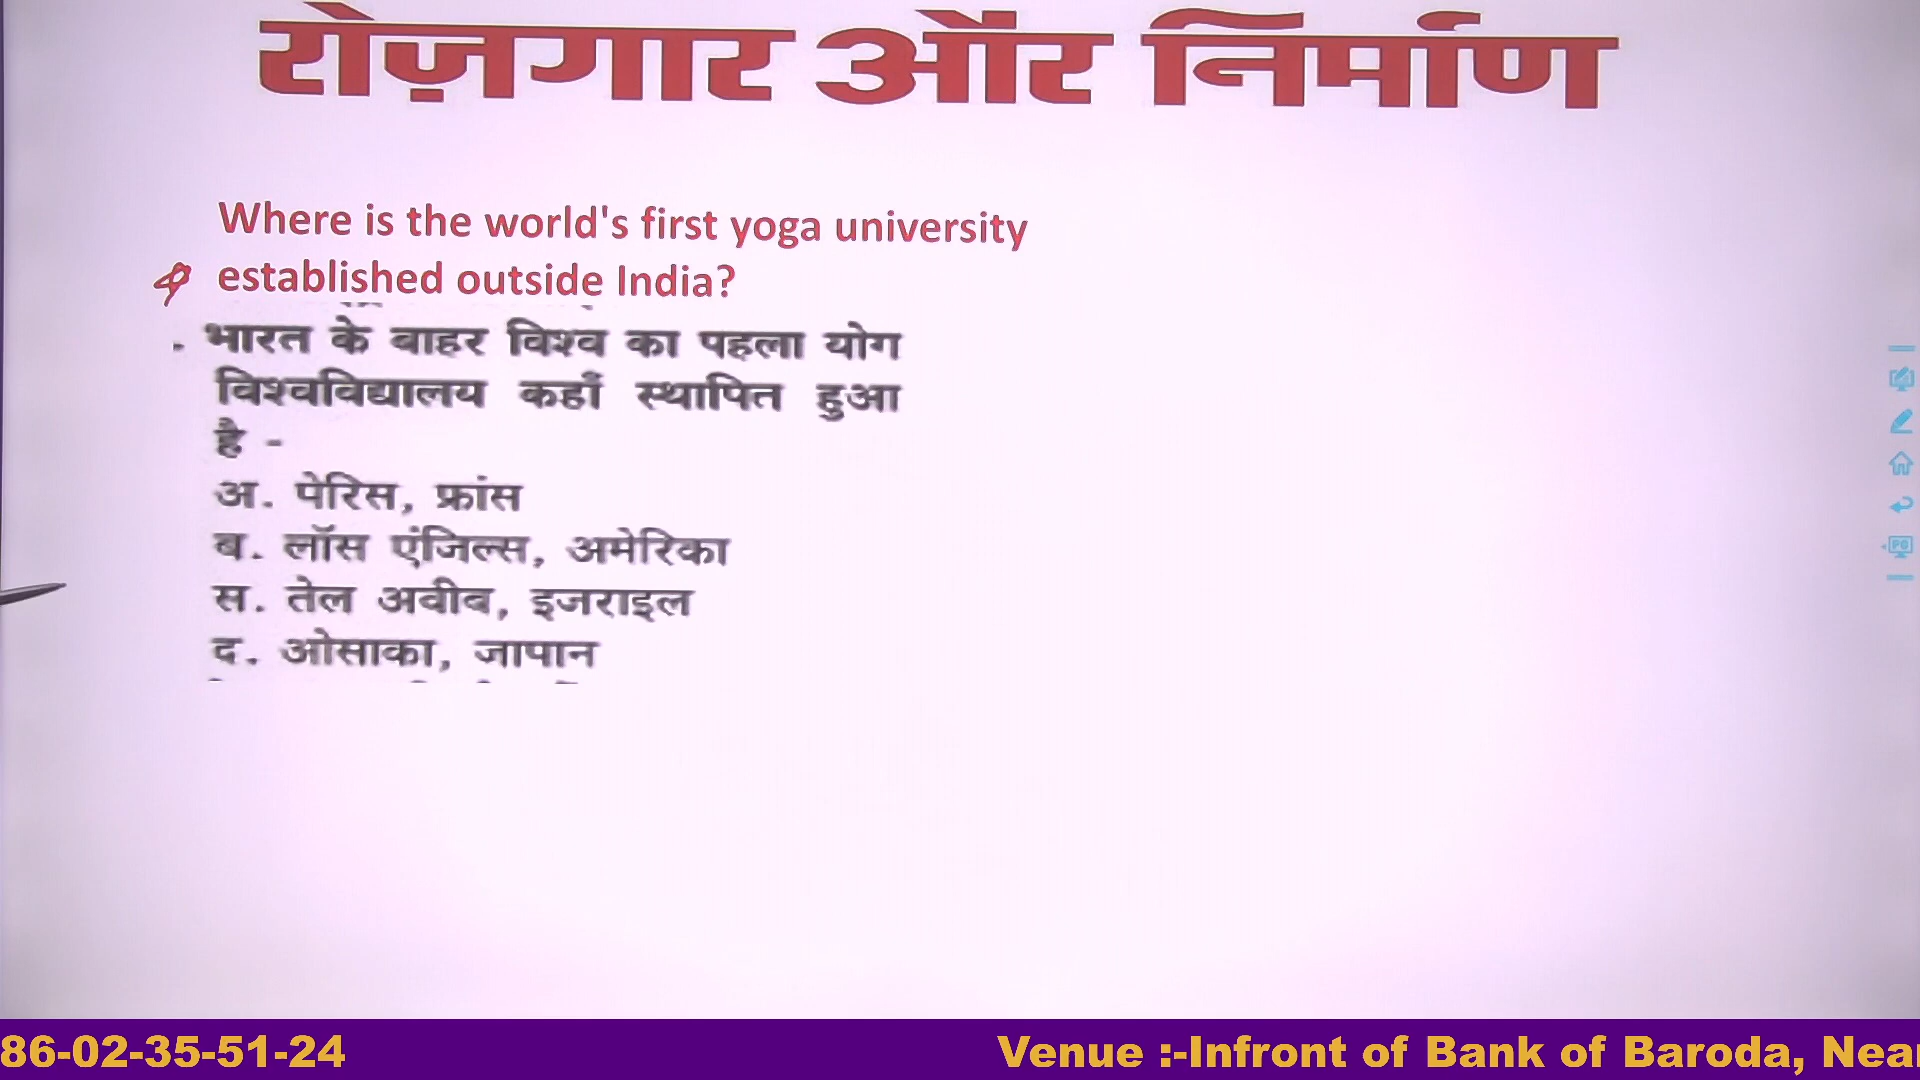 रोज़गार और निर्माण
Where is the world's first yoga university
established outside India?
. भारत के बाहर विश्व का पहला योग
विश्वविद्यालय कहाँ स्थापित हुआ
है -
अ. पेरिस, फ्रांस
ब. लॉस एंजिल्स, अमेरिका
स. तेल अवीव, इजराइल
द. ओसाका, जापान
PG
86-02-35-51-24
Venue :-Infront of Bank of Baroda, Near